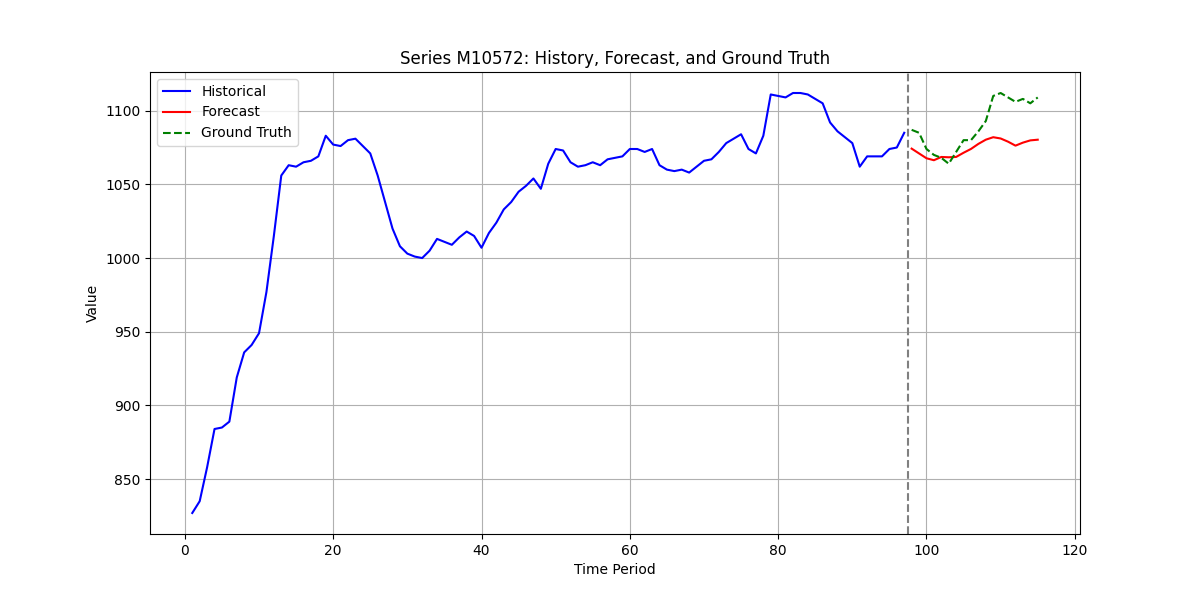 Series M10572: History, Forecast, and Ground Truth
Historical
Forecast
Ground Truth
Value
1100
1050
1000
950
900
850
0 20 40 60 80 100 120
Time Period